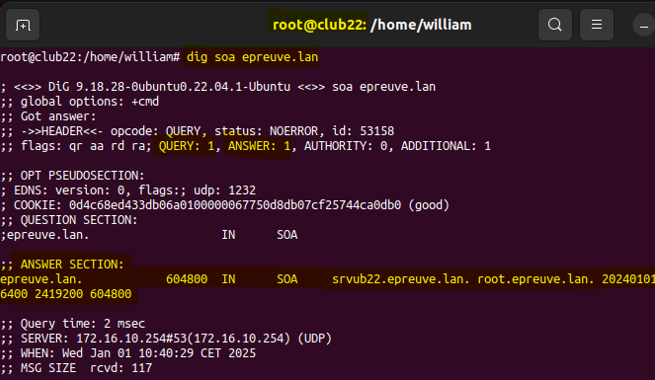 root@club22: /home/william
root@club22:/home/william# dig soa epreuve.lan
; <<>> DiG 9.18.28-0ubuntu0.22.04.1-Ubuntu <<>> soa epreuve.lan
;; global options: +cmd
;; Got answer:
;; ->>HEADER<<- opcode: QUERY, status: NOERROR, id: 53158
;; flags: qr aa rd ra; QUERY: 1, ANSWER: 1, AUTHORITY: 0, ADDITIONAL: 1
;; OPT PSEUDOSECTION:
; EDNS: version: 0, flags:; udp: 1232
; COOKIE: 0d4c68ed433db06a0100000067750d8db07cf25744ca0db0 (good)
;; QUESTION SECTION:
;epreuve.lan. IN SOA
;; ANSWER SECTION:
epreuve.lan. 604800 IN SOA srvub22.epreuve.lan. root.epreuve.lan. 20240101
6400 2419200 604800
;; Query time: 2 msec
;; SERVER: 172.16.10.254#53(172.16.10.254) (UDP)
;; WHEN: Wed Jan 01 10:40:29 CET 2025
;; MSG SIZE rcvd: 117